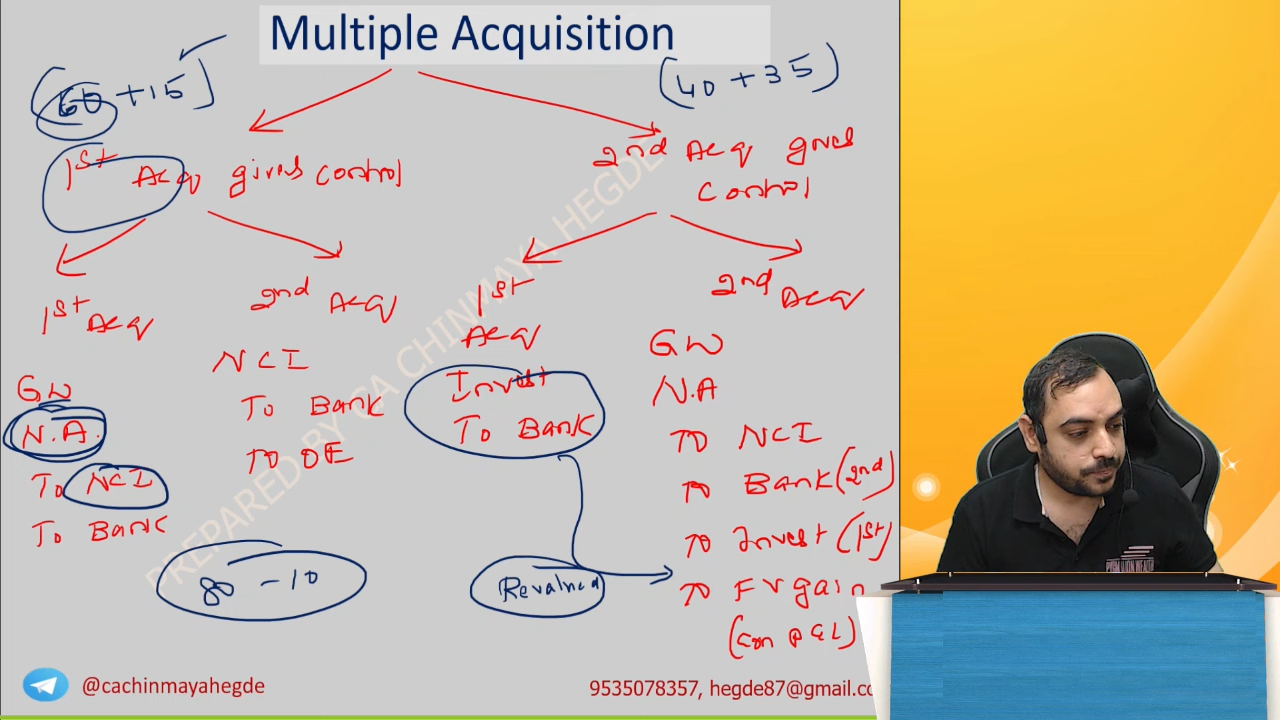 Multiple Acquisition
(60 + 15)
(40 + 35)
1st Acq gives control
2nd Acq gives
control
1st Acq
2nd Acq
1st
Acq
2nd Acq
GW
N.A.
To NCI
To Bank
NCI
To Bank
To OE
Invest
To Bank
GW
N.A
To NCI
To Bank (2nd)
To Invest (1st)
To FV gain
(Con P&L)
80 - 10
Revalued
PREPARED BY CA CHINMAYA HEGDE
@cachinmayahegde
9535078357, hegde87@gmail.co